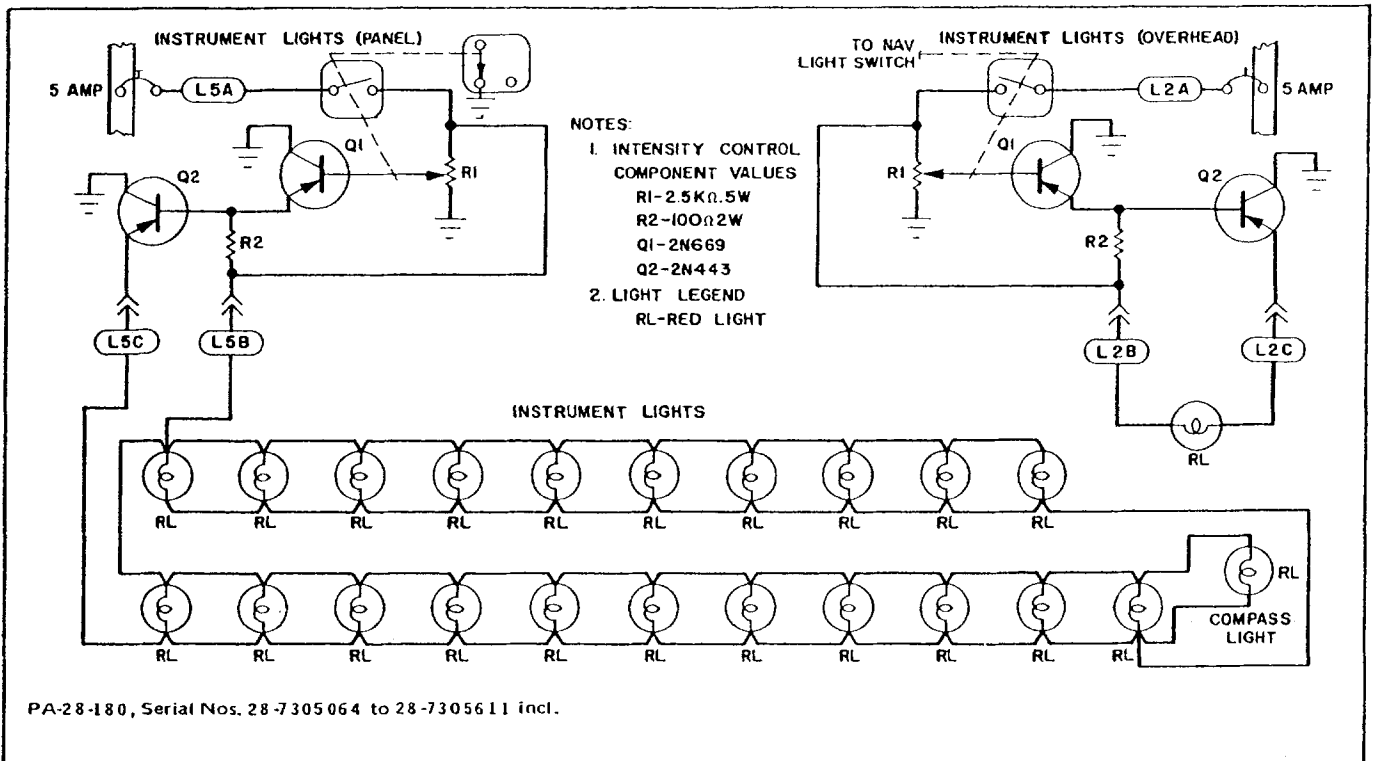 INSTRUMENT LIGHTS (PANEL)
5 AMP
L5A
Q1
Q2
R1
R2
L5C
L5B
NOTES:
1. INTENSITY CONTROL
COMPONENT VALUES
R1-2.5KΩ.5W
R2-100Ω2W
Q1-2N669
Q2-2N443
2. LIGHT LEGEND
RL-RED LIGHT
TO NAV
LIGHT SWITCH
INSTRUMENT LIGHTS (OVERHEAD)
L2A
5 AMP
Q1
Q2
R1
R2
L2B
L2C
RL
INSTRUMENT LIGHTS
RL RL RL RL RL RL RL RL RL RL
RL
COMPASS
LIGHT
RL RL RL RL RL RL RL RL RL RL RL
PA-28-180, Serial Nos. 28-7305064 to 28-7305611 incl.